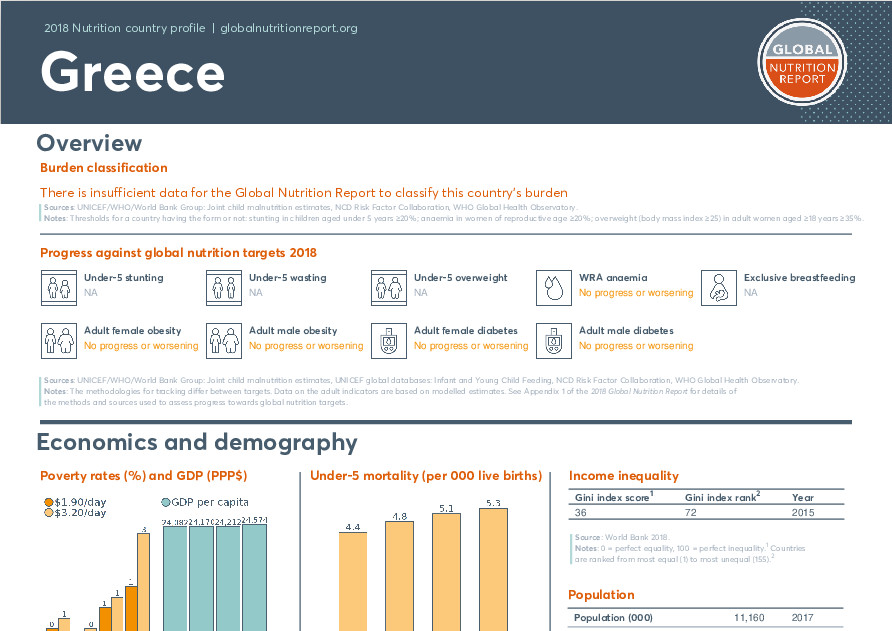 2018 Nutrition country profile | globalnutritionreport.org
Greece
GLOBAL
NUTRITION
REPORT
Overview
Burden classification
There is insufficient data for the Global Nutrition Report to classify this country's burden
Sources: UNICEF/WHO/World Bank Group: Joint child malnutrition estimates, NCD Risk Factor Collaboration, WHO Global Health Observatory.
Notes: Thresholds for a country having the form or not: stunting in children aged under 5 years ≥20%; anaemia in women of reproductive age ≥20%; overweight (body mass index ≥25) in adult women aged ≥18 years ≥35%.
Progress against global nutrition targets 2018
Under-5 stunting
NA
Under-5 wasting
NA
Under-5 overweight
NA
WRA anaemia
No progress or worsening
Exclusive breastfeeding
NA
Adult female obesity
No progress or worsening
Adult male obesity
No progress or worsening
Adult female diabetes
No progress or worsening
Adult male diabetes
No progress or worsening
Sources: UNICEF/WHO/World Bank Group: Joint child malnutrition estimates, UNICEF global databases: Infant and Young Child Feeding, NCD Risk Factor Collaboration, WHO Global Health Observatory.
Notes: The methodologies for tracking differ between targets. Data on the adult indicators are based on modelled estimates. See Appendix 1 of the 2018 Global Nutrition Report for details of
the methods and sources used to assess progress towards global nutrition targets.
Economics and demography
Poverty rates (%) and GDP (PPP$)
$1.90/day
$3.20/day
GDP per capita
0 1 0 1 1 1 3
24,082 24,170 24,212 24,574
Under-5 mortality (per 000 live births)
4.4 4.8 5.1 5.3
Income inequality
Gini index score1 Gini index rank2 Year
36 72 2015
Source: World Bank 2018.
Notes: 0 = perfect equality, 100 = perfect inequality.1 Countries
are ranked from most equal (1) to most unequal (155).2
Population
Population (000) 11,160 2017